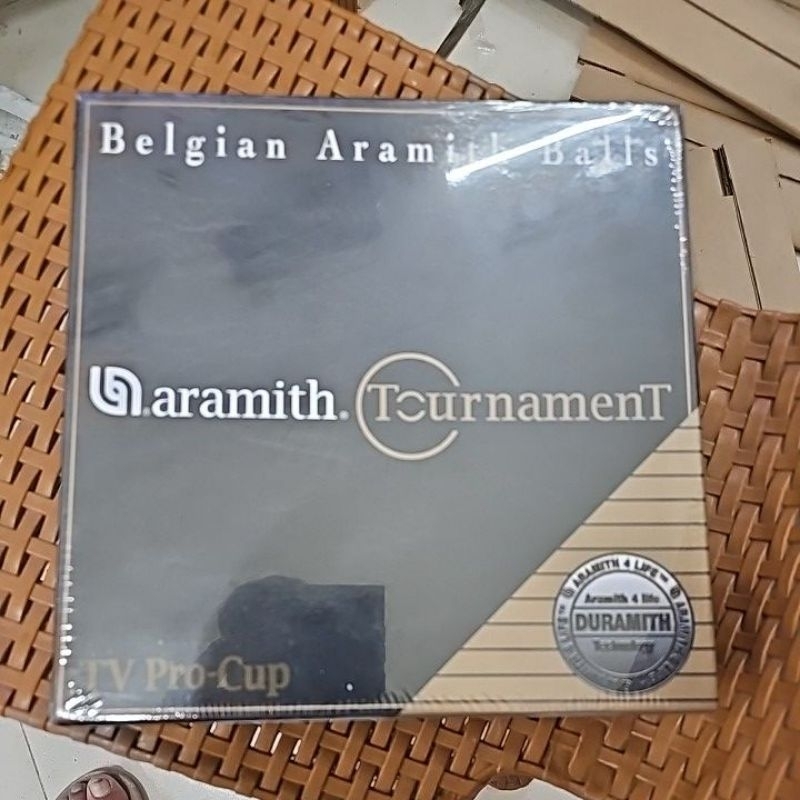 Belgian Aramith Balls
aramith. TournamenT
TV Pro-Cup
ARAMITH 4 LIFE
Aramith 4 life
DURAMITH
Technology